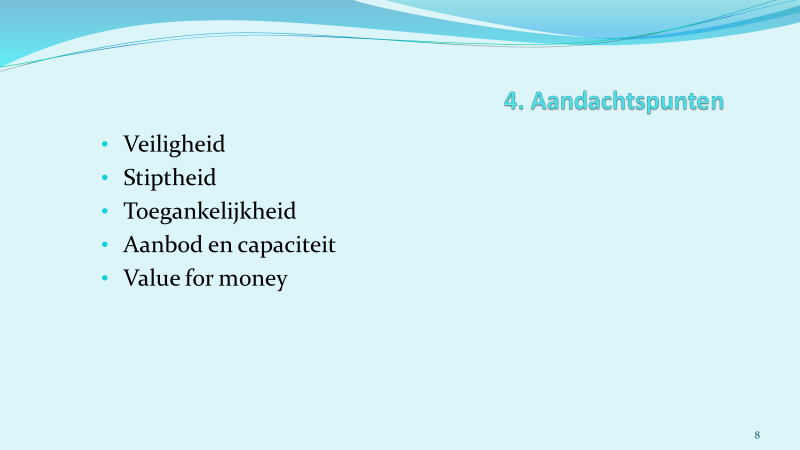 4. Aandachtspunten
• Veiligheid
• Stiptheid
• Toegankelijkheid
• Aanbod en capaciteit
• Value for money
8